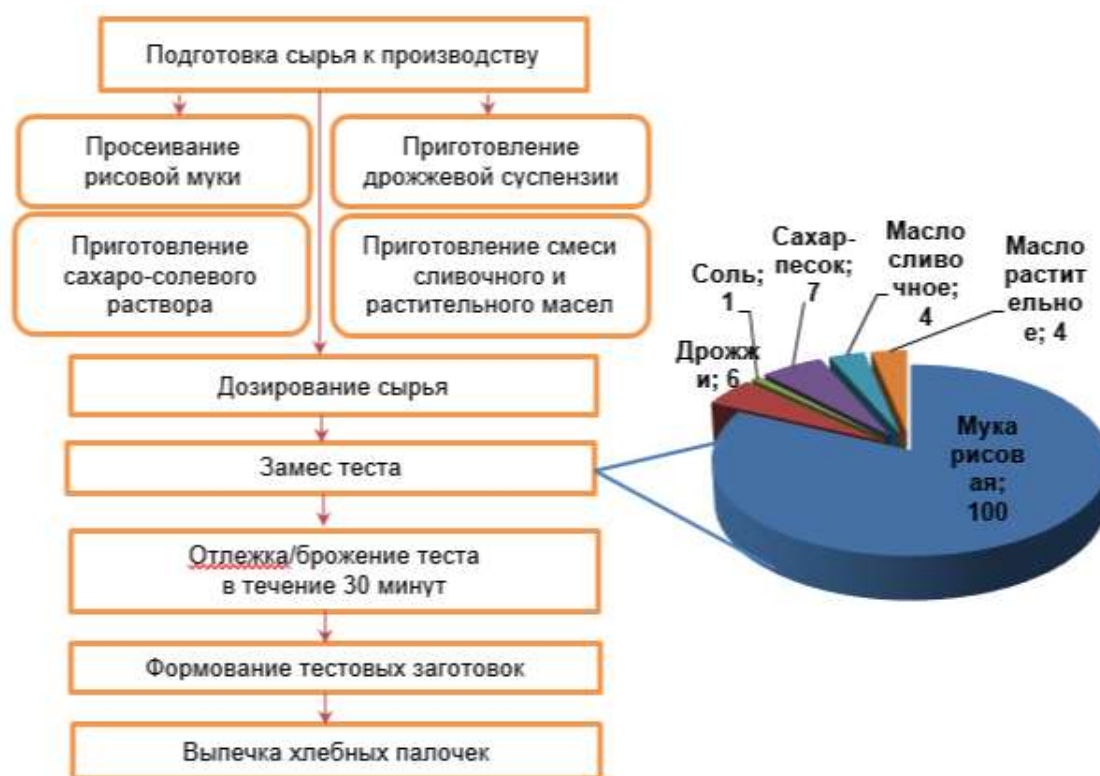 Подготовка сырья к производству
Просеивание
рисовой муки
Приготовление
дрожжевой суспензии
Приготовление
сахаро-солевого
раствора
Приготовление смеси
сливочного и
растительного масел
Дозирование сырья
Замес теста
Отлежка/брожение теста
в течение 30 минут
Формование тестовых заготовок
Выпечка хлебных палочек
Дрожж
и; 6
Соль;
1
Сахар-
песок;
7
Масло
сливо
чное;
4
Масло
растит
ельно
е; 4
Мука
рисов
ая;
100